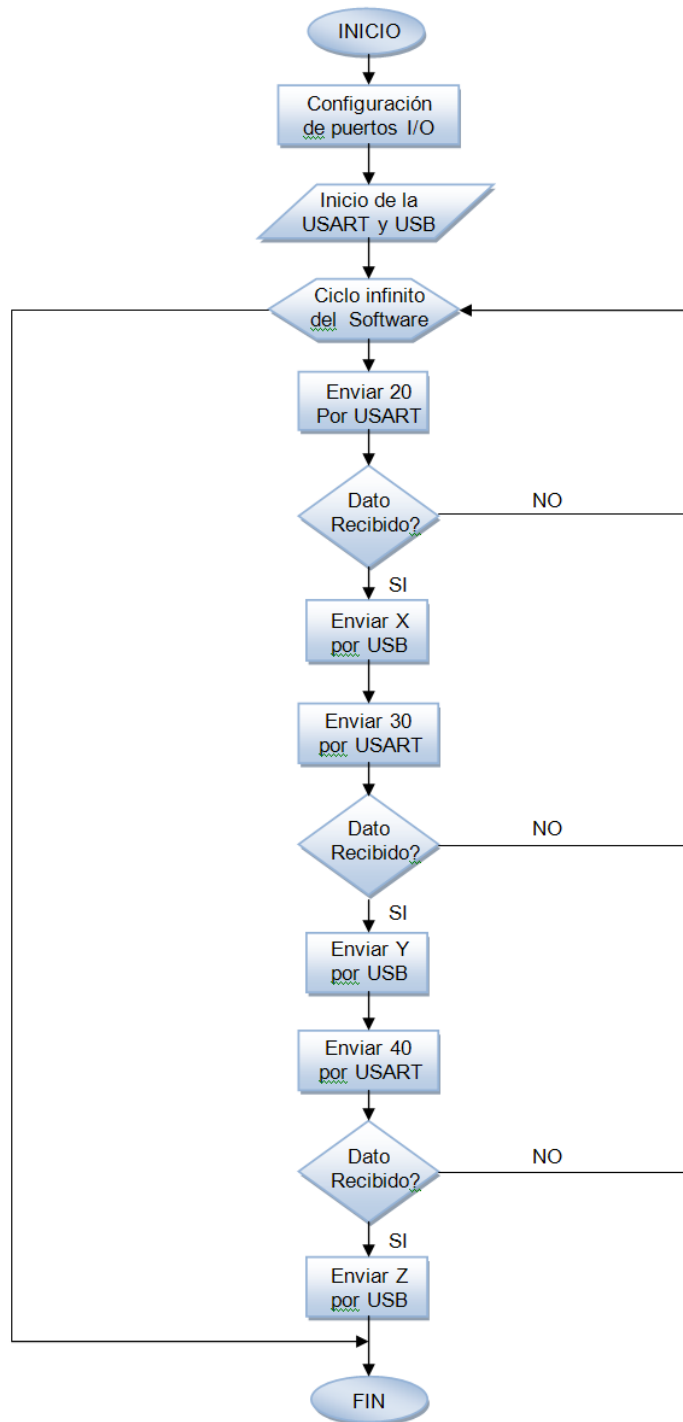 INICIO
Configuración
de puertos I/O
Inicio de la
USART y USB
Ciclo infinito
del Software
Enviar 20
Por USART
Dato
Recibido?
NO
SI
Enviar X
por USB
Enviar 30
por USART
Dato
Recibido?
NO
SI
Enviar Y
por USB
Enviar 40
por USART
Dato
Recibido?
NO
SI
Enviar Z
por USB
FIN